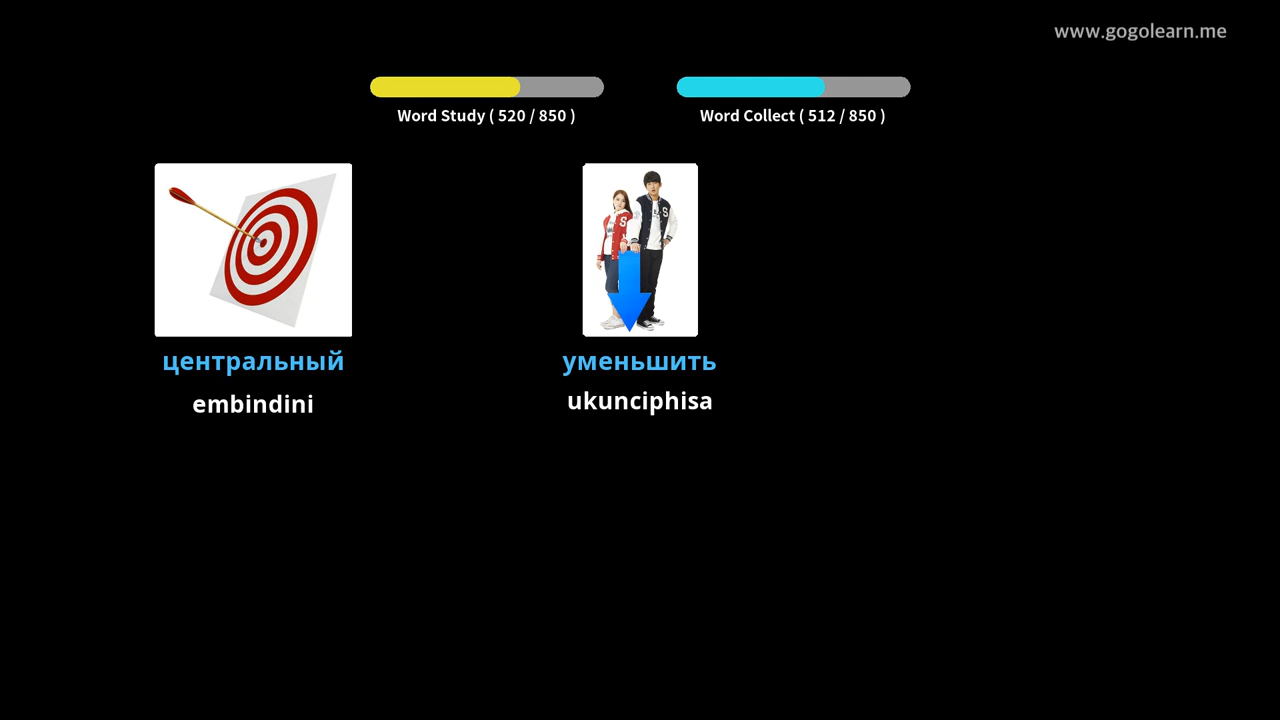 www.gogolearn.me
Word Study ( 520 / 850 )
Word Collect ( 512 / 850 )
центральный
embindini
уменьшить
ukunciphisa